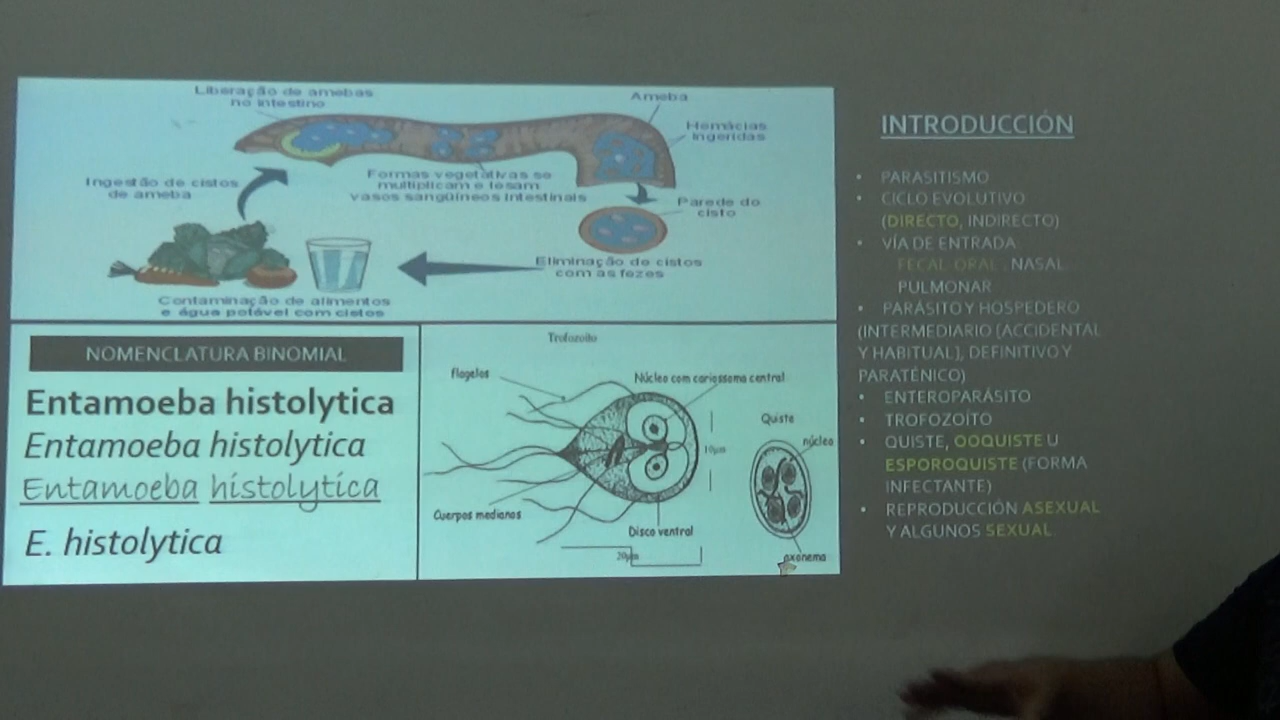 Liberação de amebas
no intestino
Ameba
Hemácias
ingeridas
Ingestão de cistos
de ameba
Formas vegetativas se
multiplicam e lesam
vasos sangüíneos intestinais
Parede do
cisto
Eliminação de cistos
com as fezes
Contaminação de alimentos
e água potável com cistos
NOMENCLATURA BINOMIAL
Entamoeba histolytica
Entamoeba histolytica
Entamoeba histolytica
E. histolytica
Trofozoíto
flagelos
Núcleo com cariossoma central
10µm
Cuerpos medianos
Disco ventral
20µm
Quiste
núcleo
axonema
INTRODUCCIÓN
• PARASITISMO
• CICLO EVOLUTIVO
(DIRECTO, INDIRECTO)
• VÍA DE ENTRADA
FECAL-ORAL , NASAL
PULMONAR
• PARÁSITO Y HOSPEDERO
(INTERMEDIARIO [ACCIDENTAL
Y HABITUAL], DEFINITIVO Y
PARATÉNICO)
• ENTEROPARÁSITO
• TROFOZOÍTO
• QUISTE, OOQUISTE U
ESPOROQUISTE (FORMA
INFECTANTE)
• REPRODUCCIÓN ASEXUAL
Y ALGUNOS SEXUAL